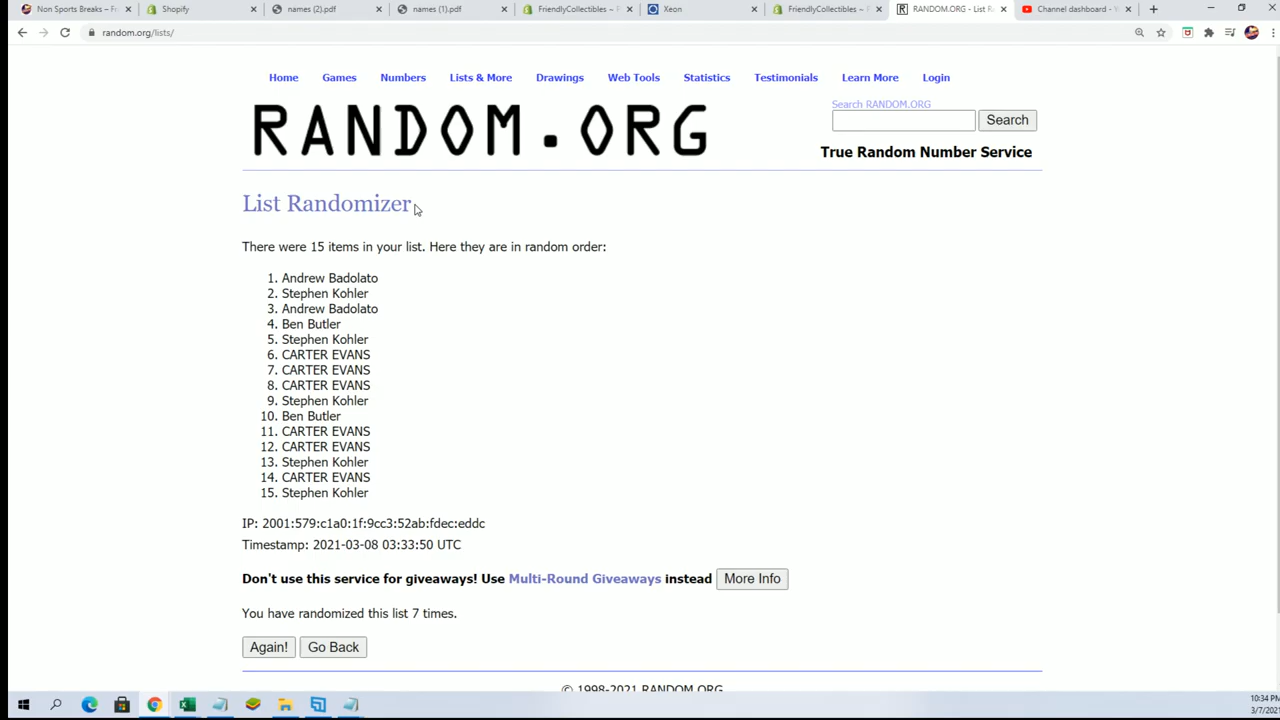 Non Sports Breaks – Fr
Shopify
names (2).pdf
names (1).pdf
FriendlyCollectibles ~
Xeon
FriendlyCollectibles ~
RANDOM.ORG - List R
Channel dashboard -
random.org/lists/
Home Games Numbers Lists & More Drawings Web Tools Statistics Testimonials Learn More Login
RANDOM.ORG
Search RANDOM.ORG
Search
True Random Number Service
List Randomizer
There were 15 items in your list. Here they are in random order:
1. Andrew Badolato
2. Stephen Kohler
3. Andrew Badolato
4. Ben Butler
5. Stephen Kohler
6. CARTER EVANS
7. CARTER EVANS
8. CARTER EVANS
9. Stephen Kohler
10. Ben Butler
11. CARTER EVANS
12. CARTER EVANS
13. Stephen Kohler
14. CARTER EVANS
15. Stephen Kohler
IP: 2001:579:c1a0:1f:9cc3:52ab:fdec:eddc
Timestamp: 2021-03-08 03:33:50 UTC
Don't use this service for giveaways! Use Multi-Round Giveaways instead More Info
You have randomized this list 7 times.
Again! Go Back
© 1998-2021 RANDOM.ORG
10:34 PM
3/7/2021